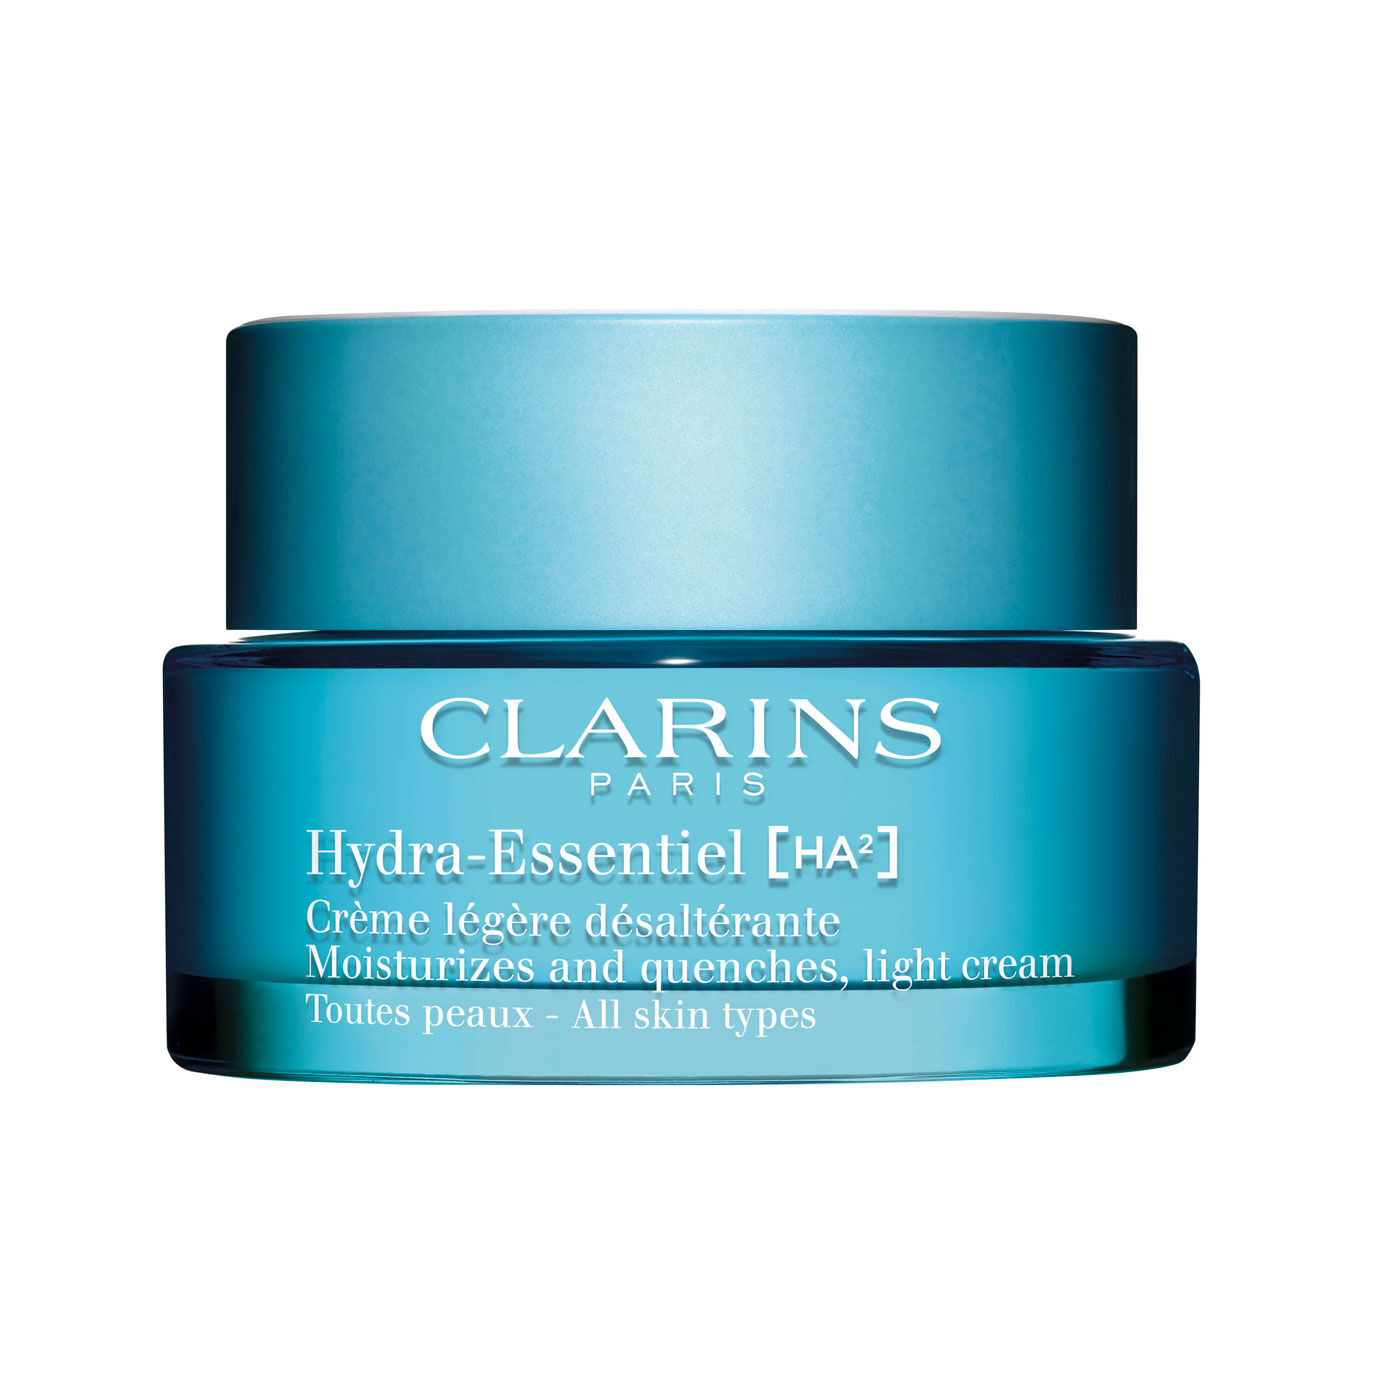 CLARINS
PARIS
Hydra-Essentiel [HA²]
Crème légère désaltérante
Moisturizes and quenches, light cream
Toutes peaux - All skin types